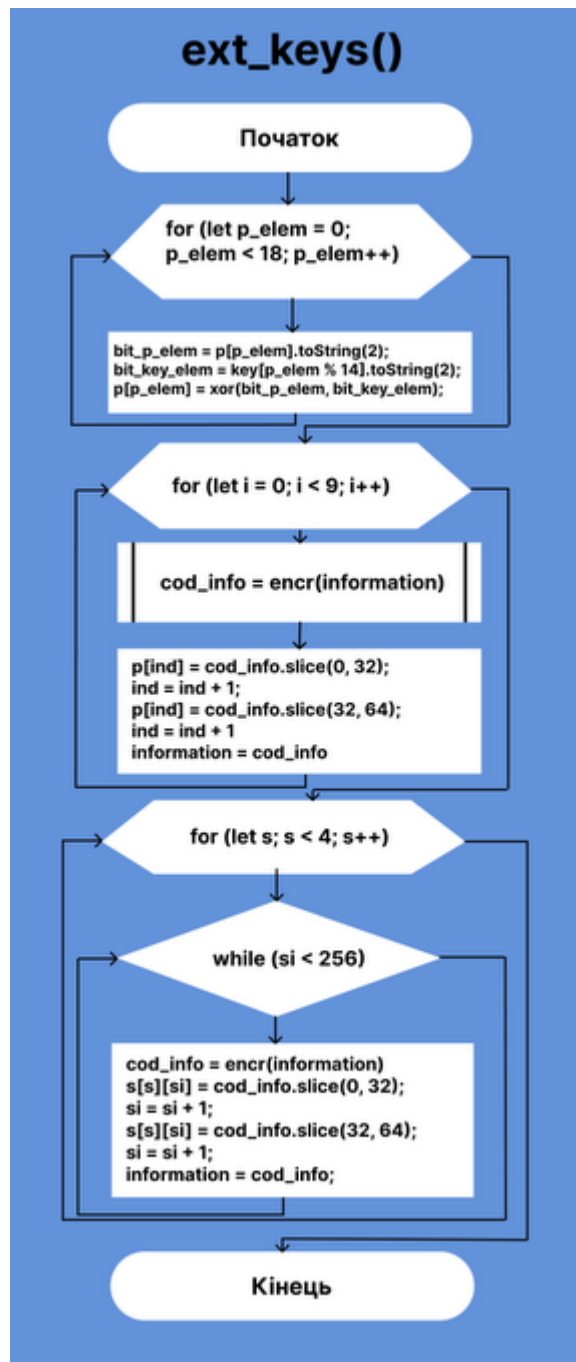 ext_keys()
Початок
for (let p_elem = 0;
p_elem < 18; p_elem++)
bit_p_elem = p[p_elem].toString(2);
bit_key_elem = key[p_elem % 14].toString(2);
p[p_elem] = xor(bit_p_elem, bit_key_elem);
for (let i = 0; i < 9; i++)
cod_info = encr(information)
p[ind] = cod_info.slice(0, 32);
ind = ind + 1;
p[ind] = cod_info.slice(32, 64);
ind = ind + 1
information = cod_info
for (let s; s < 4; s++)
while (si < 256)
cod_info = encr(information)
s[s][si] = cod_info.slice(0, 32);
si = si + 1;
s[s][si] = cod_info.slice(32, 64);
si = si + 1;
information = cod_info;
Кінець